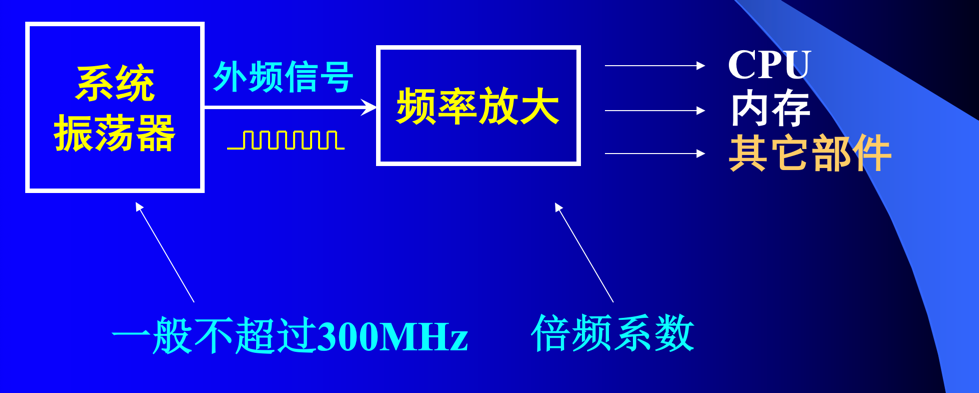 系统
振荡器
外频信号
频率放大
CPU
内存
其它部件
一般不超过300MHz
倍频系数